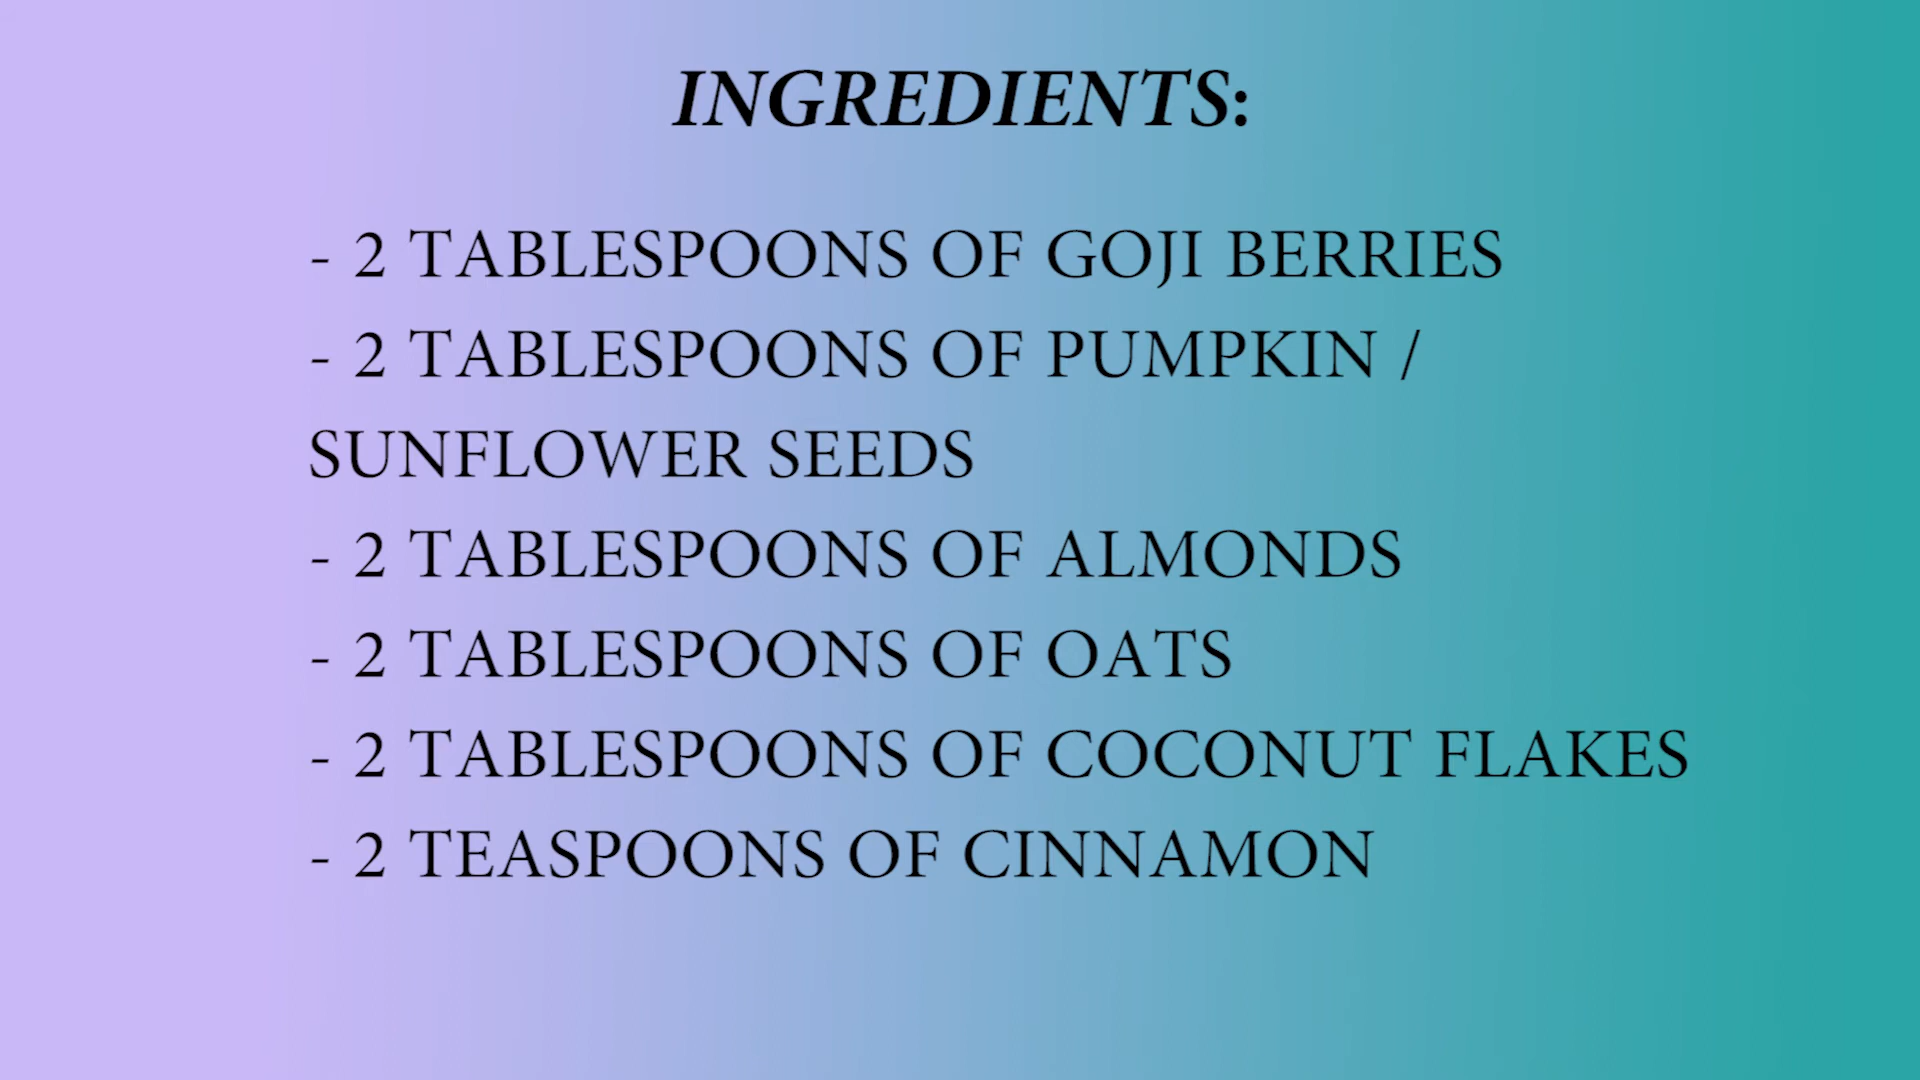 INGREDIENTS:
- 2 TABLESPOONS OF GOJI BERRIES
- 2 TABLESPOONS OF PUMPKIN /
SUNFLOWER SEEDS
- 2 TABLESPOONS OF ALMONDS
- 2 TABLESPOONS OF OATS
- 2 TABLESPOONS OF COCONUT FLAKES
- 2 TEASPOONS OF CINNAMON